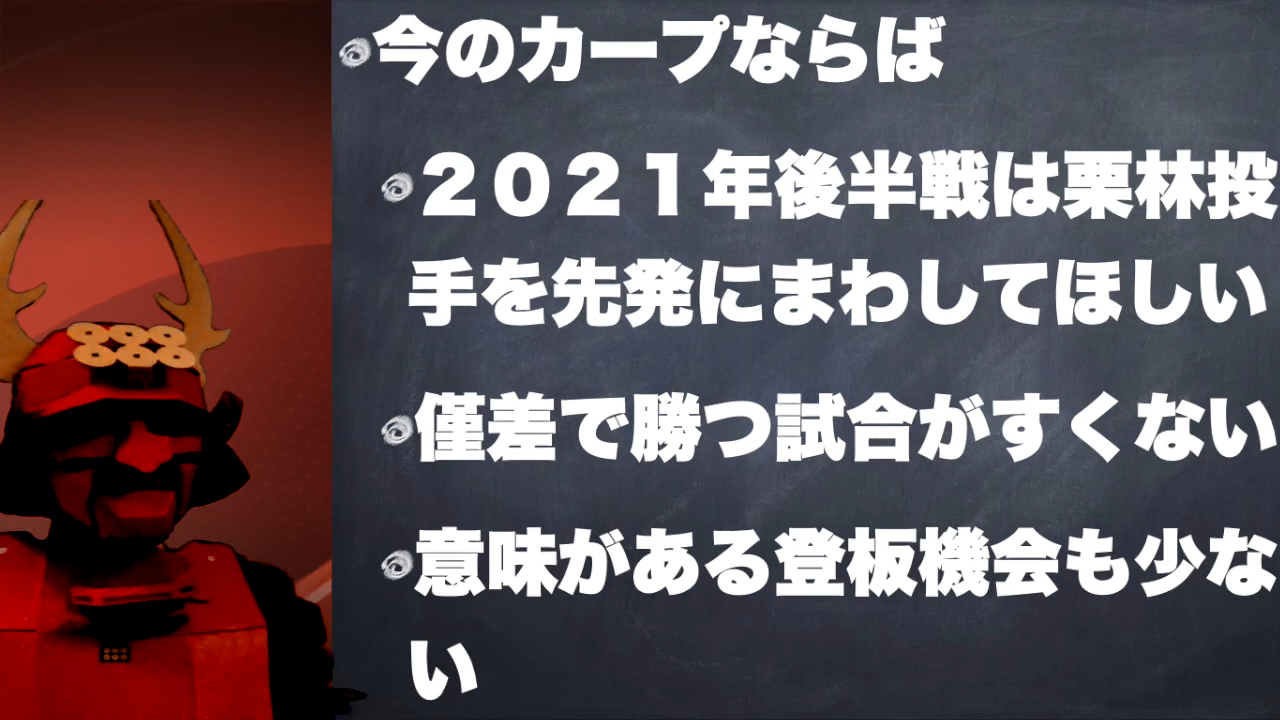 今のカープならば
２０２１年後半戦は栗林投
手を先発にまわしてほしい
僅差で勝つ試合がすくない
意味がある登板機会も少な
い